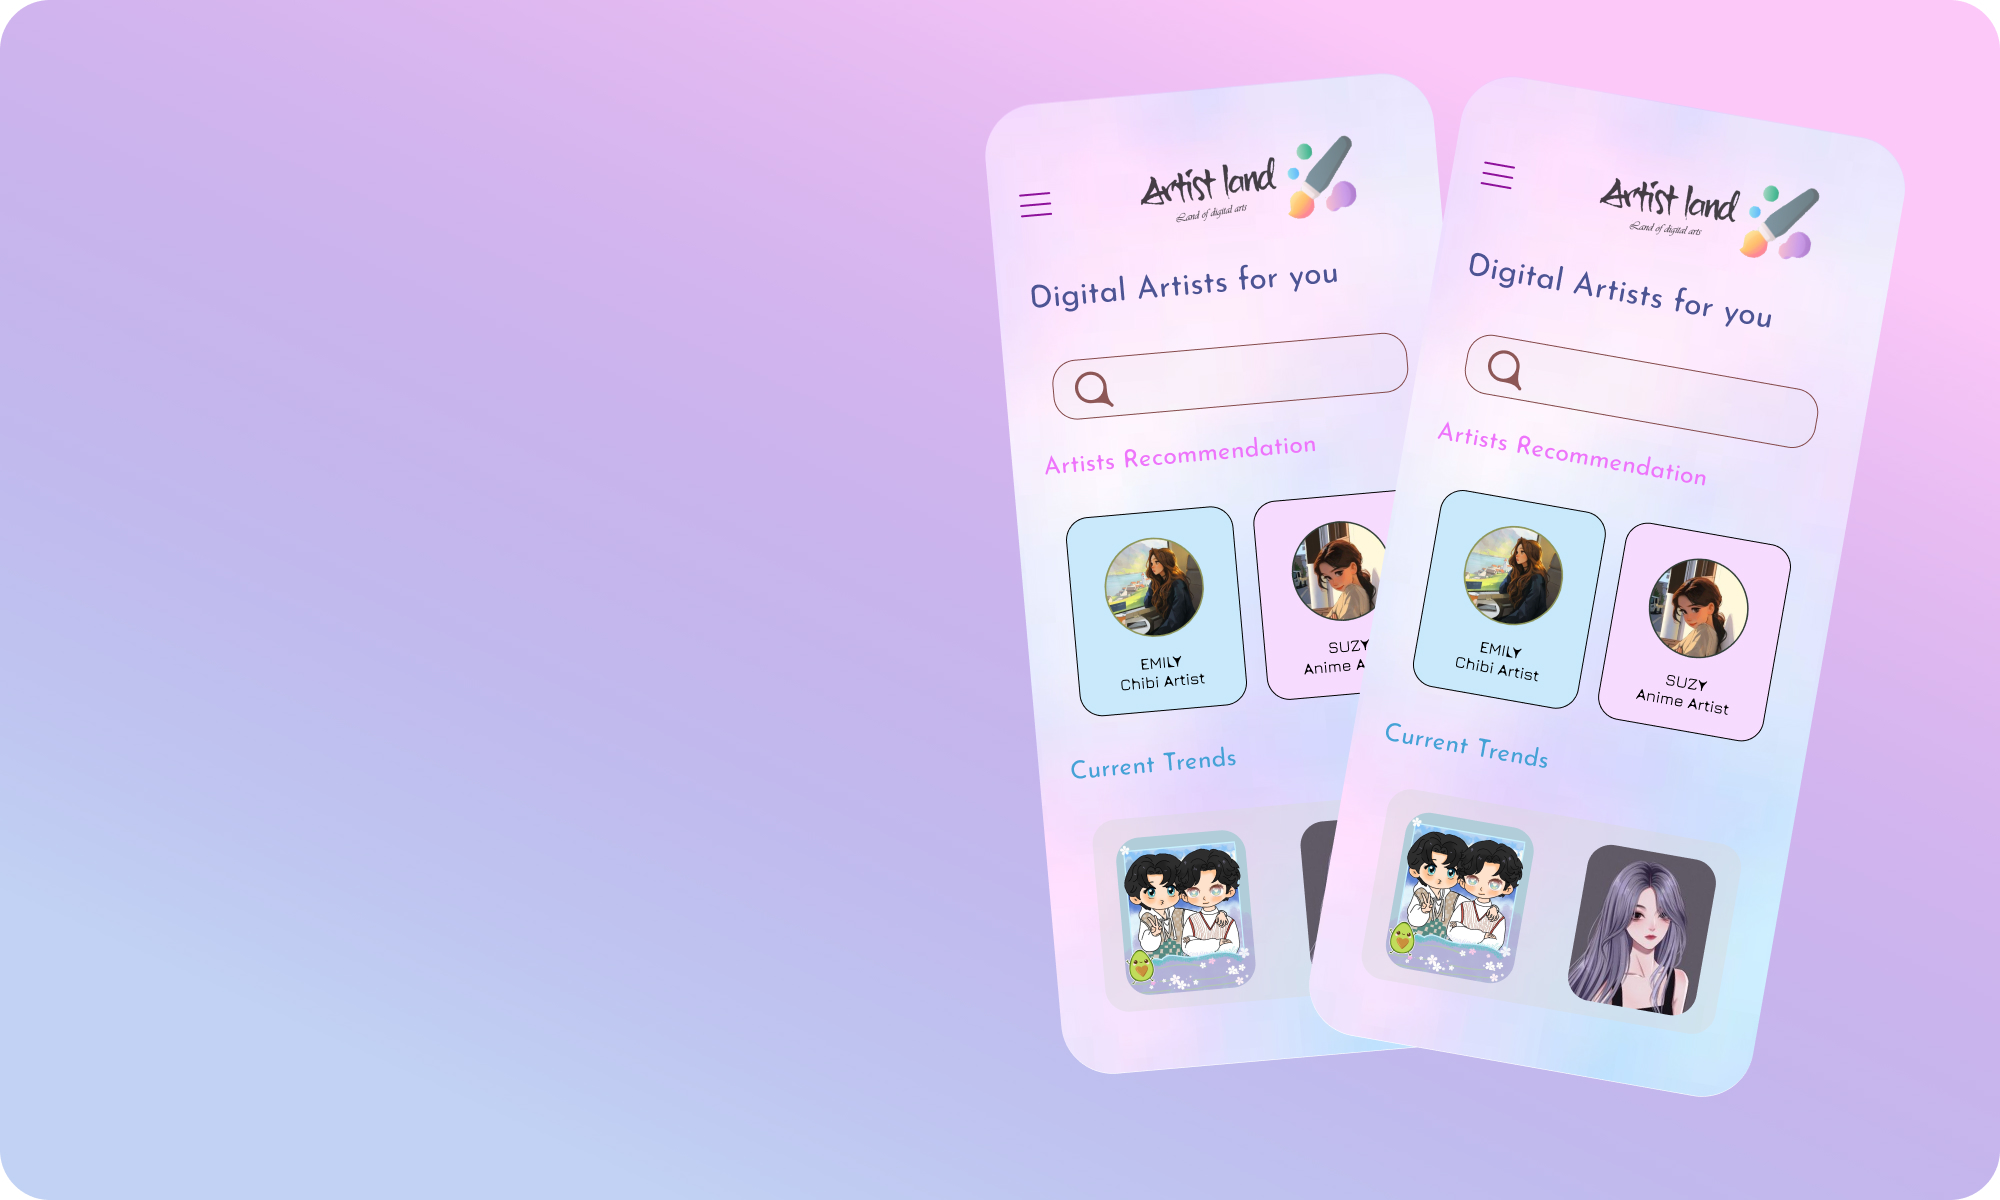 Artist land
Land of digital arts
Digital Artists for you
Artists Recommendation
EMILY
Chibi Artist
SUZY
Anime A
Current Trends
Artist land
Land of digital arts
Digital Artists for you
Artists Recommendation
EMILY
Chibi Artist
SUZY
Anime Artist
Current Trends